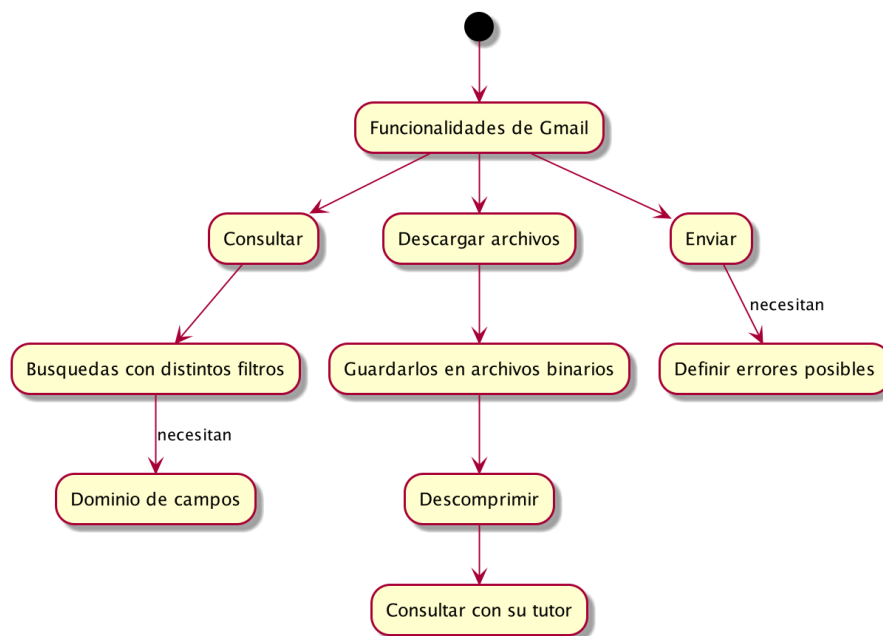 Funcionalidades de Gmail
Consultar
Descargar archivos
Enviar
necesitan
Busquedas con distintos filtros
Guardarlos en archivos binarios
Definir errores posibles
necesitan
Dominio de campos
Descomprimir
Consultar con su tutor